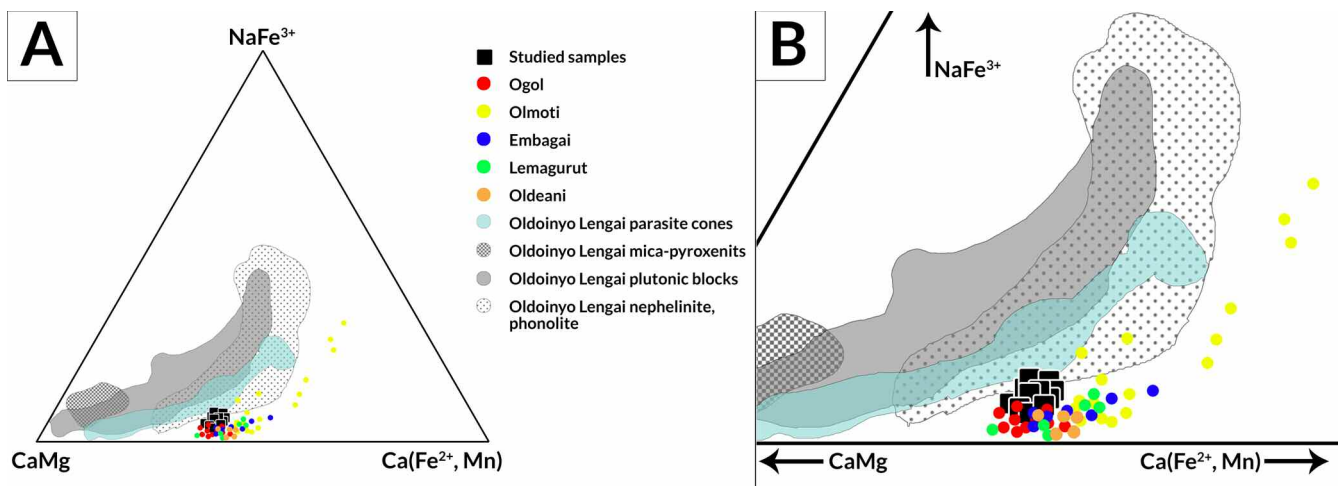 A
NaFe³⁺
CaMg
Ca(Fe²⁺, Mn)
Studied samples
Ogol
Olmoti
Embagai
Lemagurut
Oldeani
Oldoinyo Lengai parasite cones
Oldoinyo Lengai mica-pyroxenits
Oldoinyo Lengai plutonic blocks
Oldoinyo Lengai nephelinite,
phonolite
B
NaFe³⁺
CaMg
Ca(Fe²⁺, Mn)